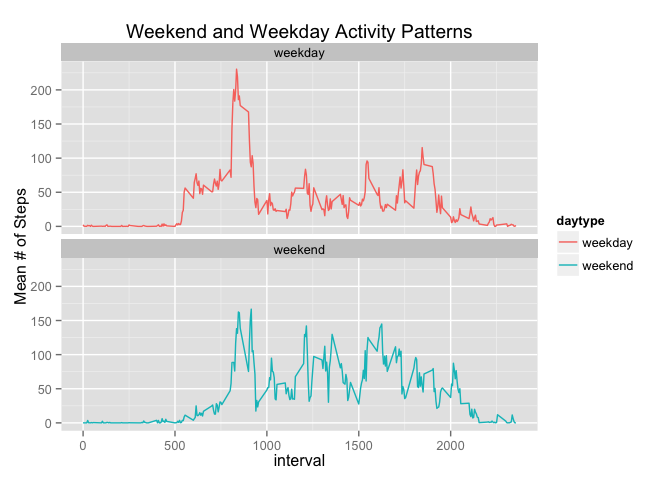 Weekend and Weekday Activity Patterns
weekday
200
150
100
50
0
weekend
200
150
100
50
0
Mean # of Steps
0 500 1000 1500 2000
interval
daytype
weekday
weekend